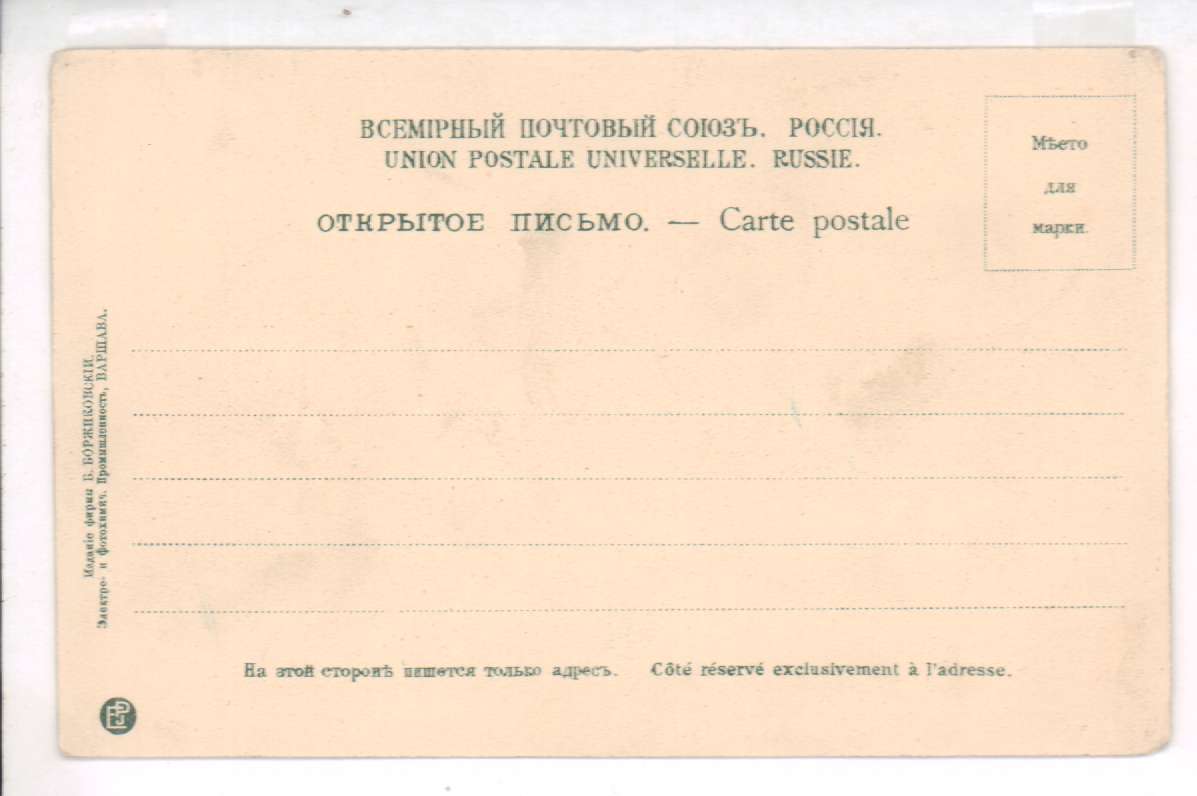 ВСЕМІРНЫЙ ПОЧТОВЫЙ СОЮЗЪ. РОССІЯ.
UNION POSTALE UNIVERSELLE. RUSSIE.
ОТКРЫТОЕ ПИСЬМО. — Carte postale
Мѣсто
для
марки.
Изданіе фирмы Б. БОРЖИКОВСКІЙ.
Электро- и фотохимич. Промышленность, ВАРШАВА.
На этой сторонѣ пишется только адресъ. Côté réservé exclusivement à l'adresse.